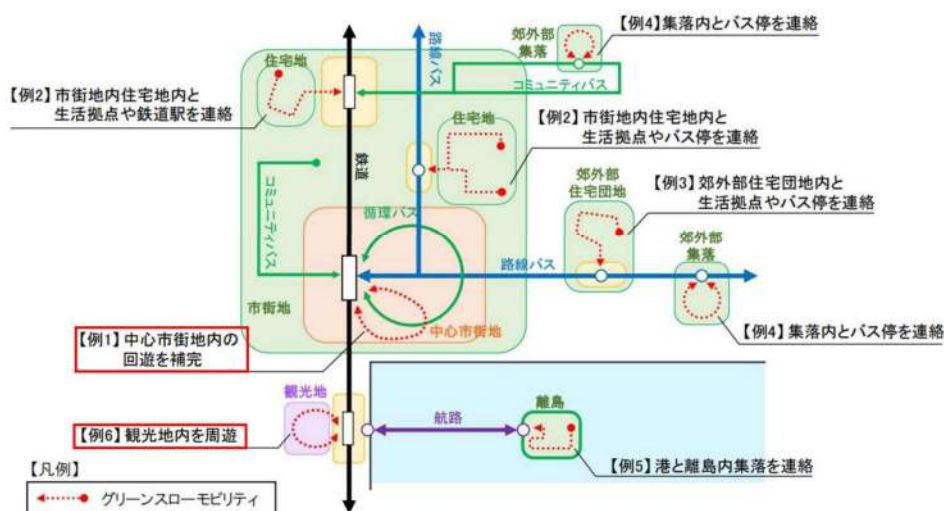 郊外部
集落
【例4】集落内とバス停を連絡
住宅地
路線バス
コミュニティバス
【例2】市街地内住宅地内と
生活拠点や鉄道駅を連絡
住宅地
【例2】市街地内住宅地内と
生活拠点やバス停を連絡
鉄道
コミュニティバス
循環バス
郊外部
住宅団地
【例3】郊外部住宅団地内と
生活拠点やバス停を連絡
郊外部
集落
路線バス
市街地
中心市街地
【例1】中心市街地内の
回遊を補完
【例4】集落内とバス停を連絡
観光地
航路
離島
【例6】観光地内を周遊
【例5】港と離島内集落を連絡
【凡例】
グリーンスローモビリティ